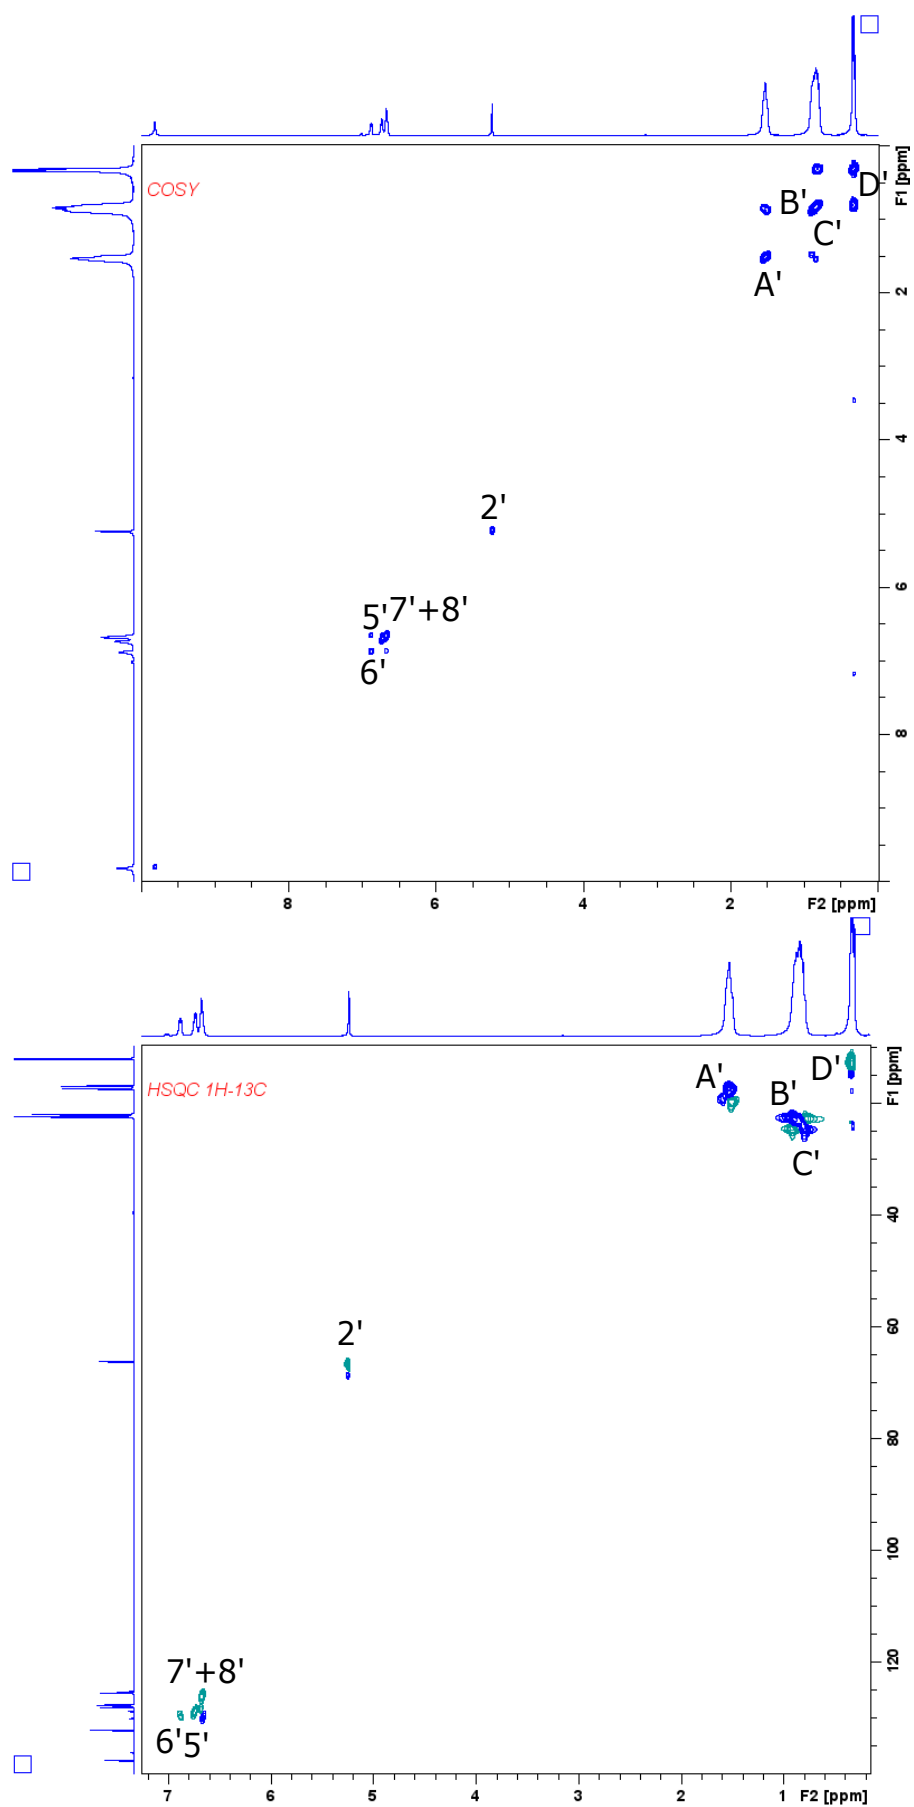 COSY
D'
B'
C'
A'
F1 [ppm]
2
4
6
8
2'
5' 7'+8'
6'
8 6 4 2 F2 [ppm]
HSQC 1H-13C
A'
D'
B'
C'
F1 [ppm]
40
60
80
100
120
2'
7'+8'
6' 5'
7 6 5 4 3 2 1 F2 [ppm]